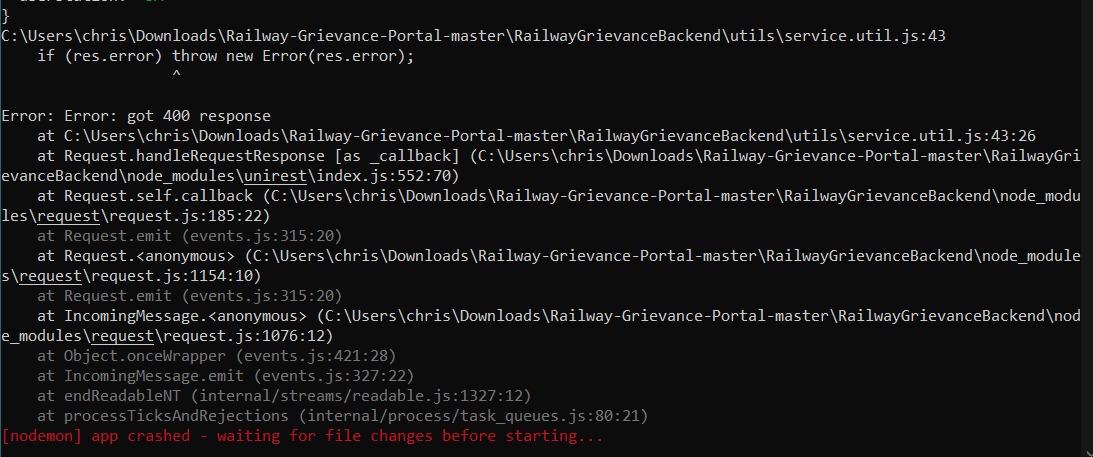 }
C:\Users\chris\Downloads\Railway-Grievance-Portal-master\RailwayGrievanceBackend\utils\service.util.js:43
    if (res.error) throw new Error(res.error);
                   ^
Error: Error: got 400 response
    at C:\Users\chris\Downloads\Railway-Grievance-Portal-master\RailwayGrievanceBackend\utils\service.util.js:43:26
    at Request.handleRequestResponse [as _callback] (C:\Users\chris\Downloads\Railway-Grievance-Portal-master\RailwayGri
evanceBackend\node_modules\unirest\index.js:552:70)
    at Request.self.callback (C:\Users\chris\Downloads\Railway-Grievance-Portal-master\RailwayGrievanceBackend\node_modu
les\request\request.js:185:22)
    at Request.emit (events.js:315:20)
    at Request.<anonymous> (C:\Users\chris\Downloads\Railway-Grievance-Portal-master\RailwayGrievanceBackend\node_module
s\request\request.js:1154:10)
    at Request.emit (events.js:315:20)
    at IncomingMessage.<anonymous> (C:\Users\chris\Downloads\Railway-Grievance-Portal-master\RailwayGrievanceBackend\nod
e_modules\request\request.js:1076:12)
    at Object.onceWrapper (events.js:421:28)
    at IncomingMessage.emit (events.js:327:22)
    at endReadableNT (internal/streams/readable.js:1327:12)
    at processTicksAndRejections (internal/process/task_queues.js:80:21)
[nodemon] app crashed - waiting for file changes before starting...